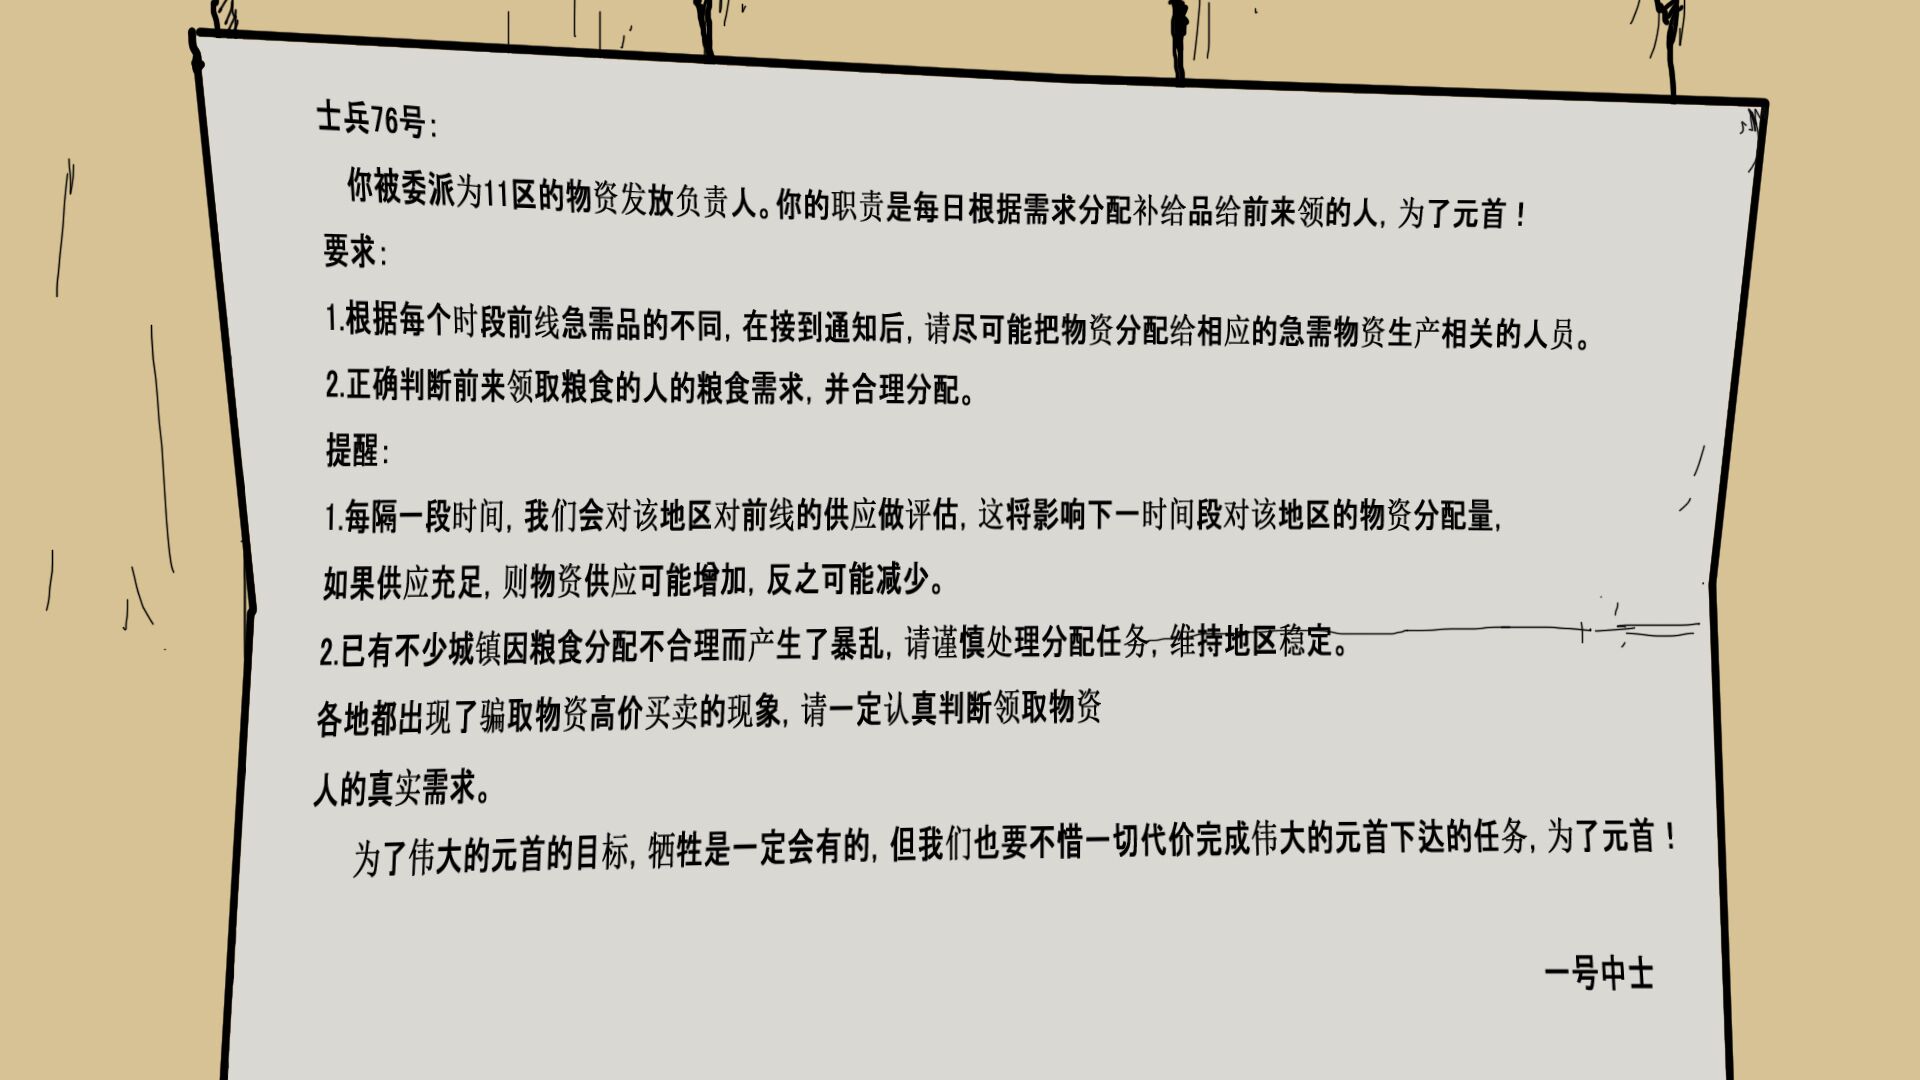 士兵76号：
你被委派为11区的物资发放负责人。你的职责是每日根据需求分配补给品给前来领的人，为了元首！
要求：
1.根据每个时段前线急需品的不同，在接到通知后，请尽可能把物资分配给相应的急需物资生产相关的人员。
2.正确判断前来领取粮食的人的粮食需求，并合理分配。
提醒：
1.每隔一段时间，我们会对该地区对前线的供应做评估，这将影响下一时间段对该地区的物资分配量，
如果供应充足，则物资供应可能增加，反之可能减少。
2.已有不少城镇因粮食分配不合理而产生了暴乱，请谨慎处理分配任务，维持地区稳定。
各地都出现了骗取物资高价买卖的现象，请一定认真判断领取物资
人的真实需求。
为了伟大的元首的目标，牺牲是一定会有的，但我们也要不惜一切代价完成伟大的元首下达的任务，为了元首！
一号中士